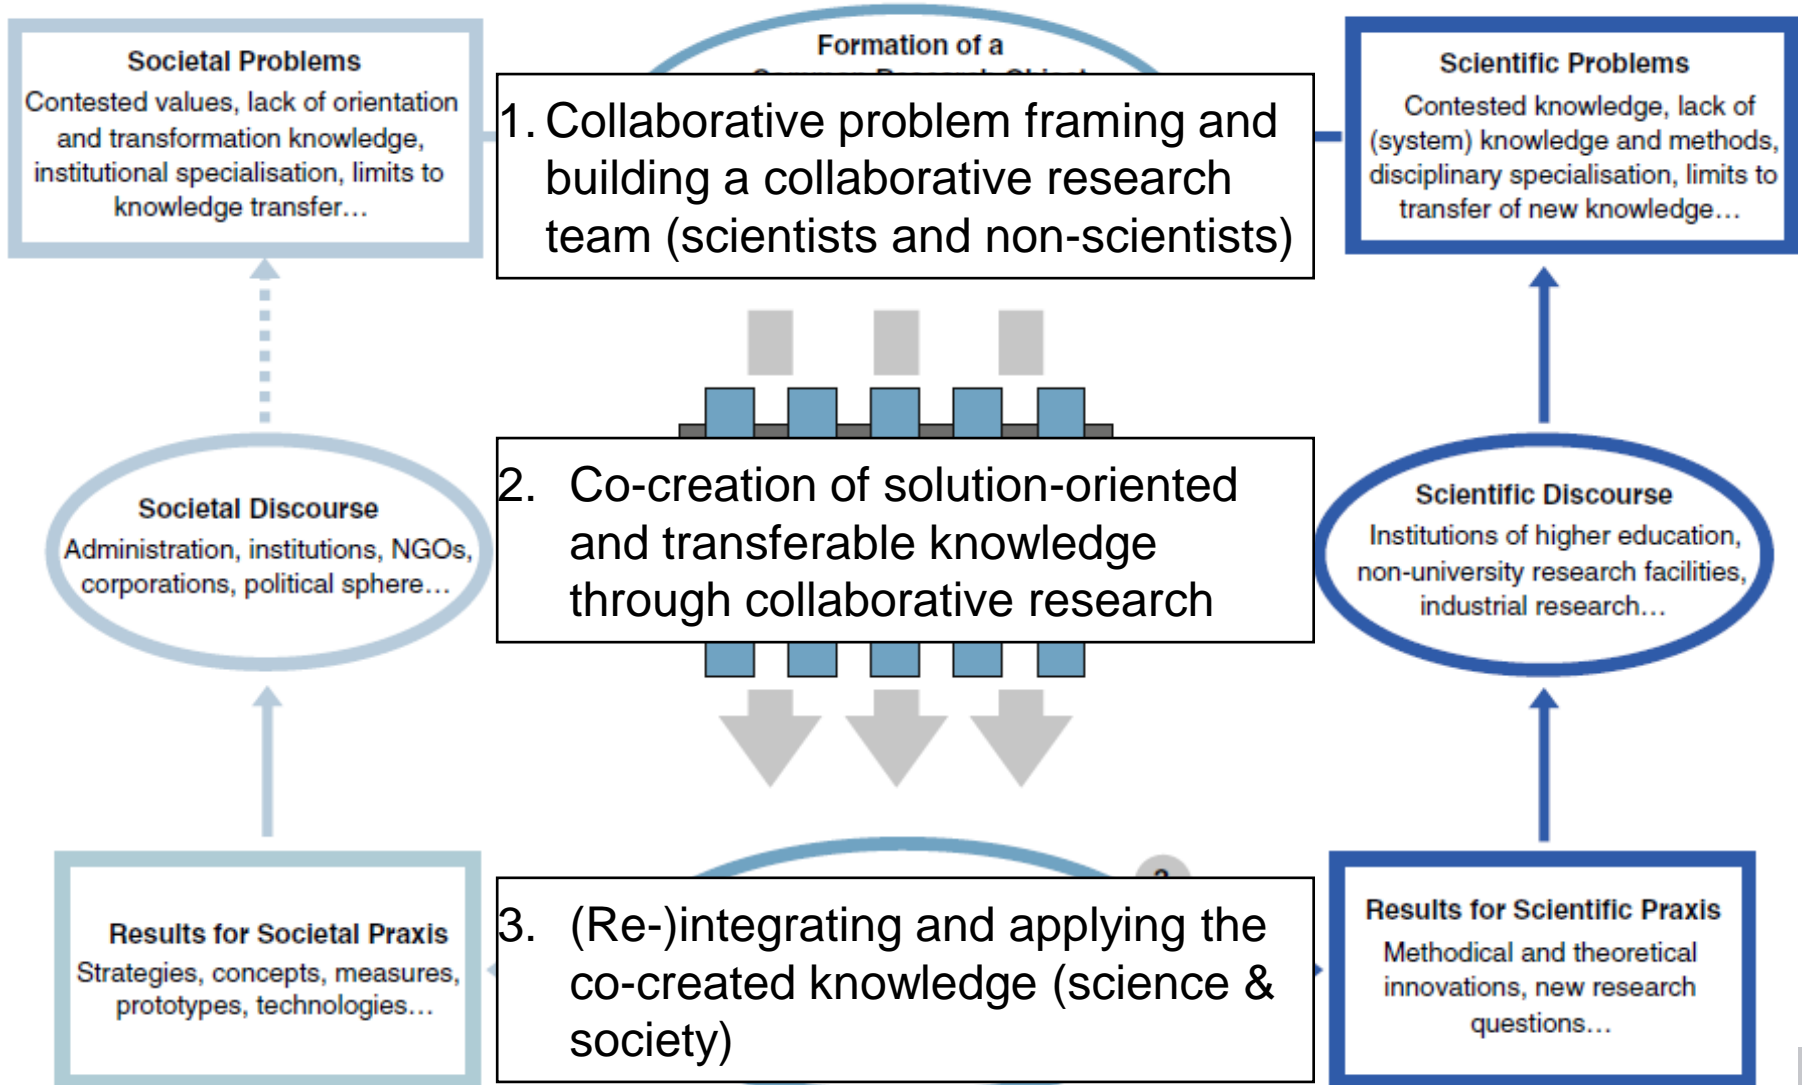 Societal Problems
Contested values, lack of orientation
and transformation knowledge,
institutional specialisation, limits to
knowledge transfer…
Formation of a
Common Research Object
1. Collaborative problem framing and
building a collaborative research
team (scientists and non-scientists)
Scientific Problems
Contested knowledge, lack of
(system) knowledge and methods,
disciplinary specialisation, limits to
transfer of new knowledge…
Societal Discourse
Administration, institutions, NGOs,
corporations, political sphere…
2. Co-creation of solution-oriented
and transferable knowledge
through collaborative research
Scientific Discourse
Institutions of higher education,
non-university research facilities,
industrial research…
Results for Societal Praxis
Strategies, concepts, measures,
prototypes, technologies…
3. (Re-)integrating and applying the
co-created knowledge (science &
society)
Results for Scientific Praxis
Methodical and theoretical
innovations, new research
questions…